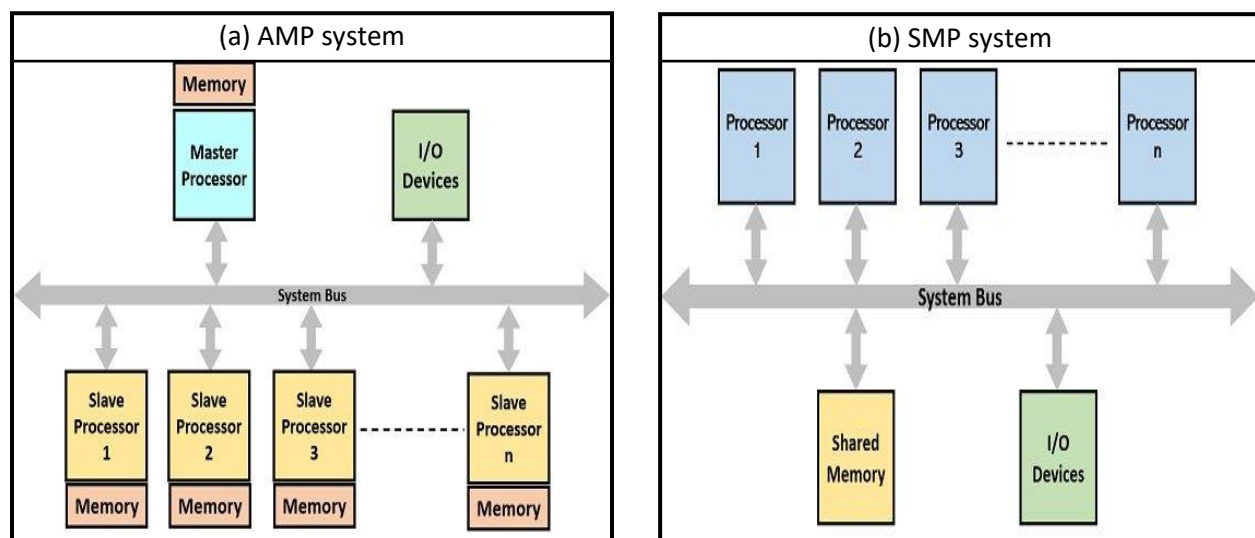 (a) AMP system
Memory
Master
Processor
I/O
Devices
System Bus
Slave
Processor
1
Slave
Processor
2
Slave
Processor
3
Slave
Processor
n
Memory
Memory
Memory
Memory
(b) SMP system
Processor
1
Processor
2
Processor
3
Processor
n
System Bus
Shared
Memory
I/O
Devices